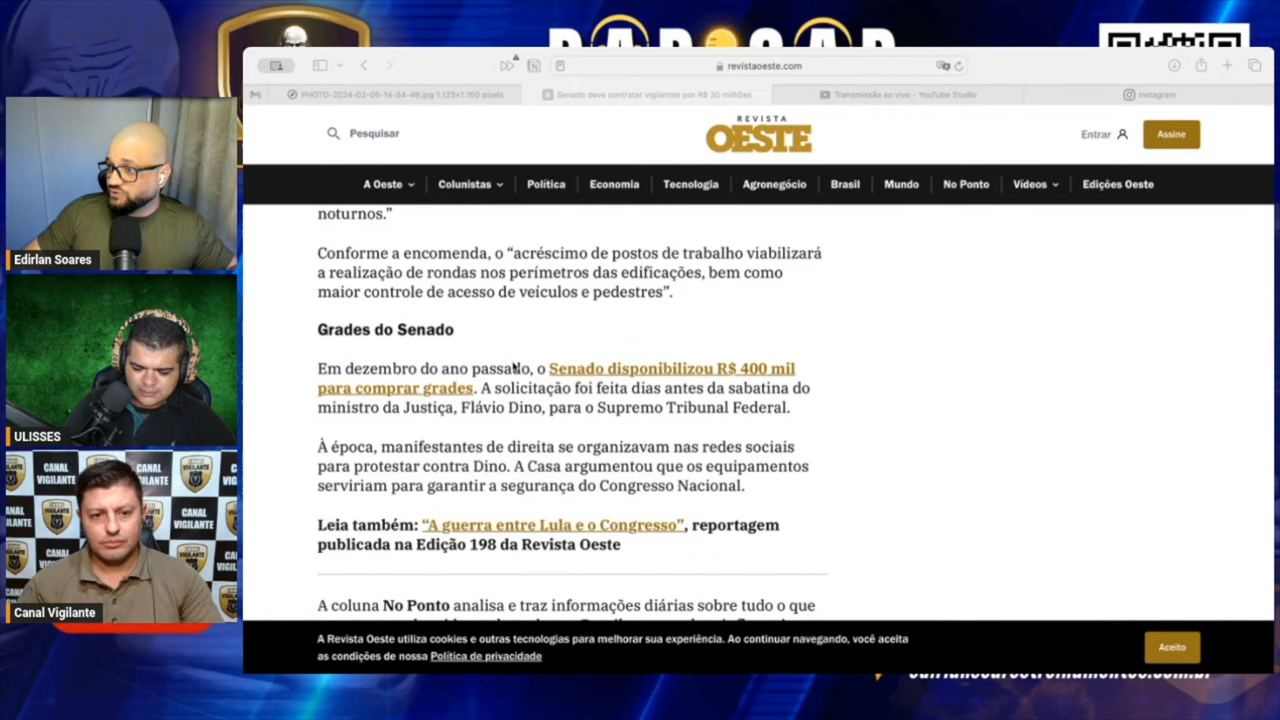 revistaoeste.com
PHOTO-2024-02-05-14-54-46.jpg 1.125×1.150 pixels
Senado deve contratar vigilantes por R$ 30 milhões
Transmissão ao vivo - YouTube Studio
Instagram
Pesquisar
REVISTA
OESTE
Entrar
Assine
A Oeste
Colunistas
Política
Economia
Tecnologia
Agronegócio
Brasil
Mundo
No Ponto
Vídeos
Edições Oeste
noturnos.”
Conforme a encomenda, o “acréscimo de postos de trabalho viabilizará
a realização de rondas nos perímetros das edificações, bem como
maior controle de acesso de veículos e pedestres”.
Grades do Senado
Em dezembro do ano passado, o Senado disponibilizou R$ 400 mil
para comprar grades. A solicitação foi feita dias antes da sabatina do
ministro da Justiça, Flávio Dino, para o Supremo Tribunal Federal.
À época, manifestantes de direita se organizavam nas redes sociais
para protestar contra Dino. A Casa argumentou que os equipamentos
serviriam para garantir a segurança do Congresso Nacional.
Leia também: “A guerra entre Lula e o Congresso”, reportagem
publicada na Edição 198 da Revista Oeste
A coluna No Ponto analisa e traz informações diárias sobre tudo o que
A Revista Oeste utiliza cookies e outras tecnologias para melhorar sua experiência. Ao continuar navegando, você aceita
as condições de nossa Política de privacidade
Aceito
Edirlan Soares
ULISSES
CANAL VIGILANTE
CANAL VIGILANTE
CANAL VIGILANTE
Canal Vigilante